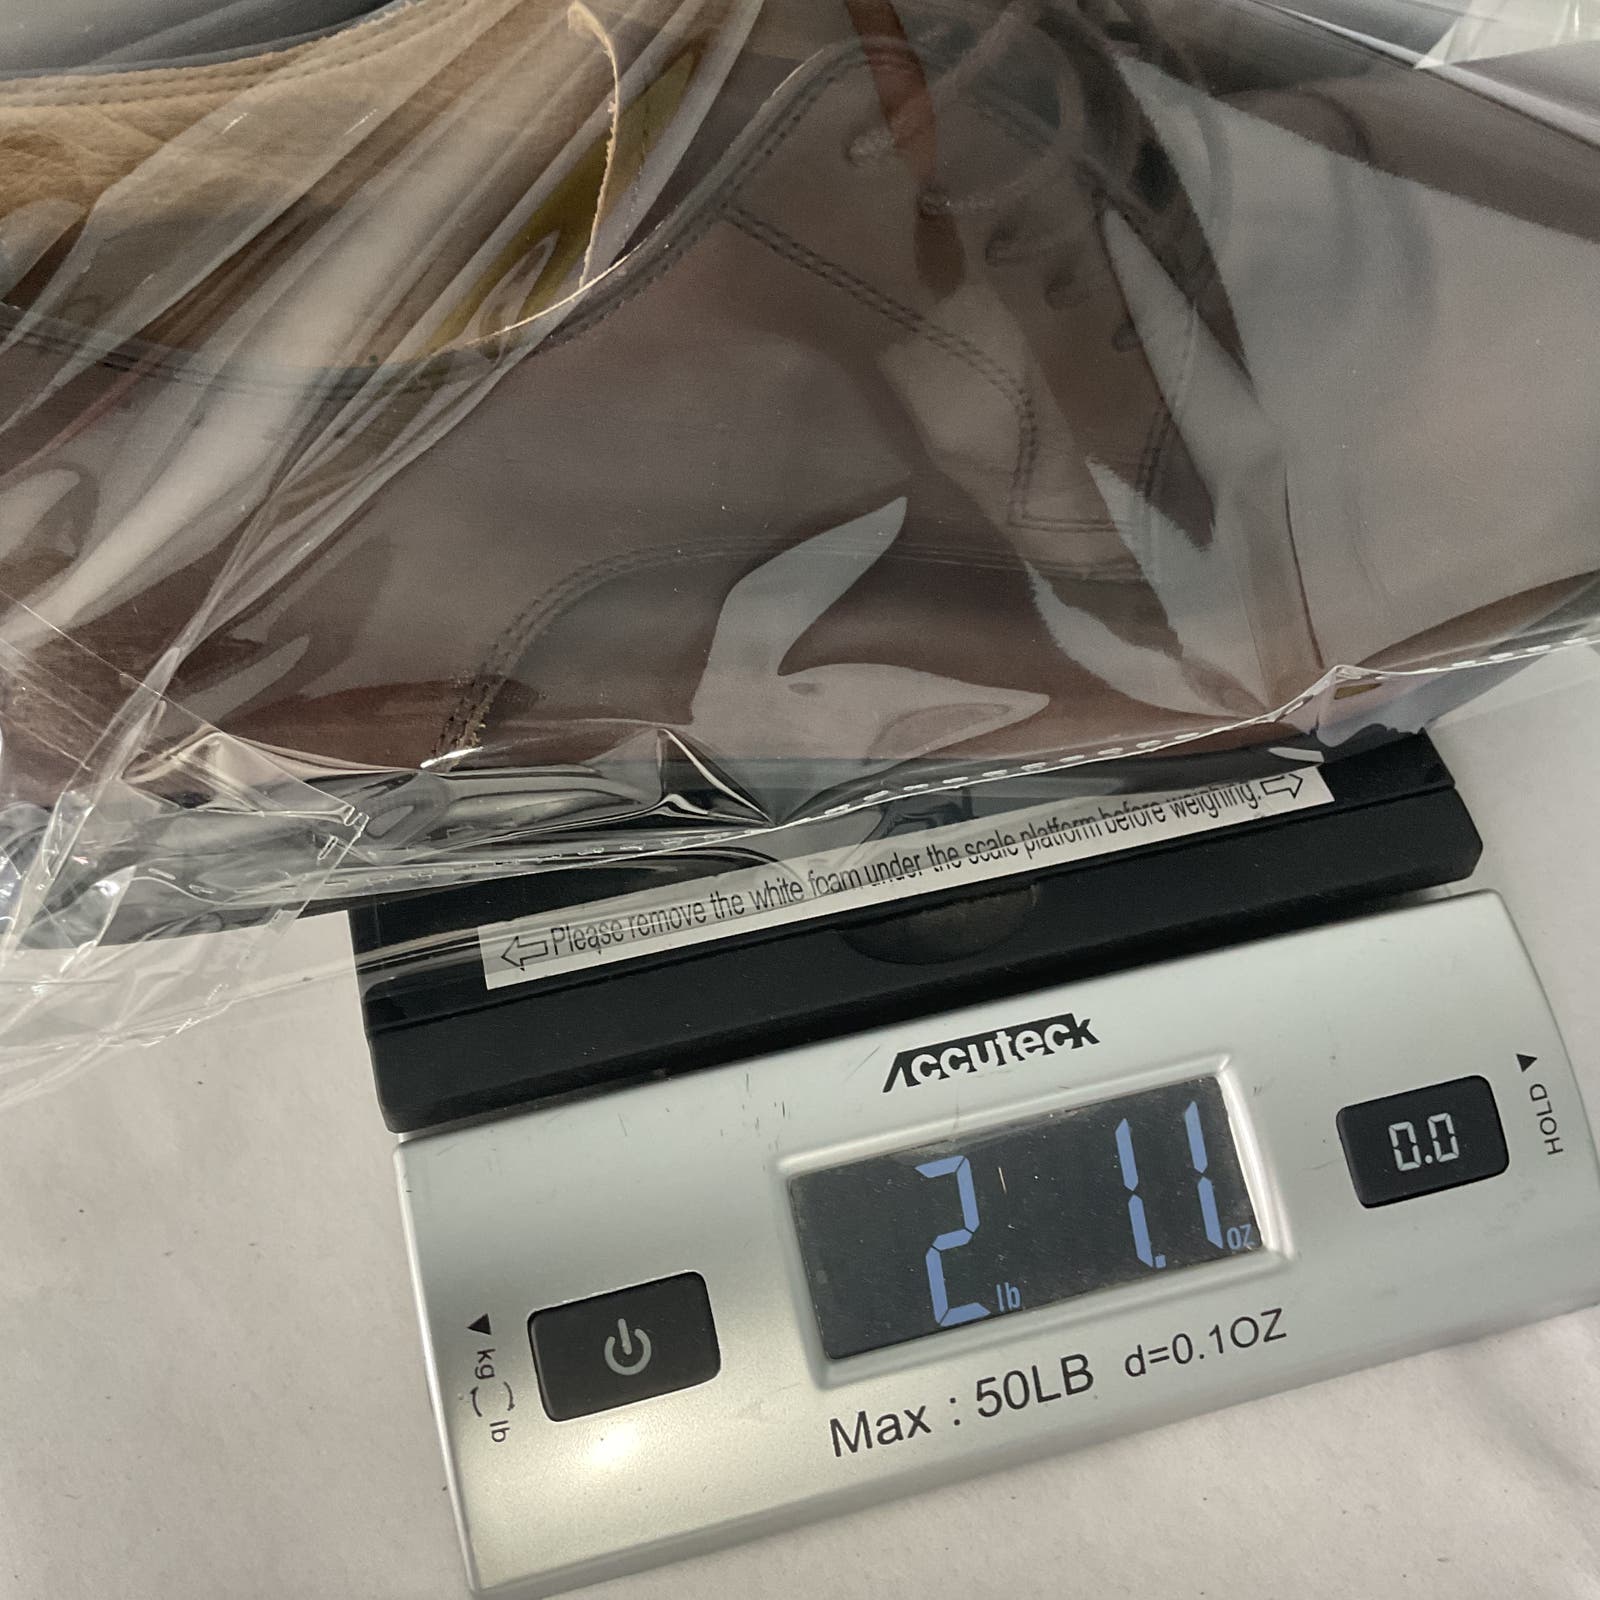 Please remove the white foam under the scale platform before weighing.
Accuteck
2 lb 1.1 oz
0.0
HOLD
kg lb
Max : 50LB d=0.1OZ